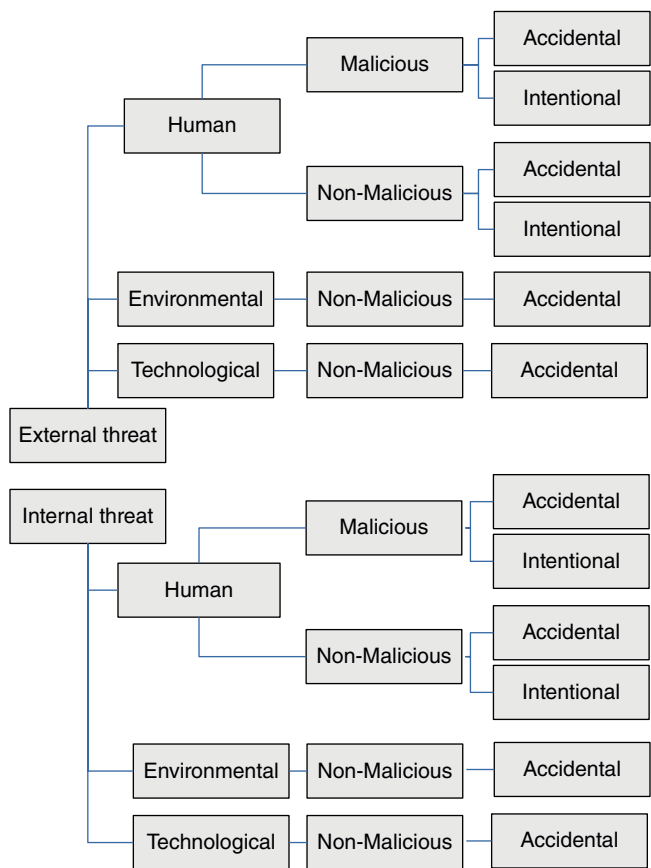 Accidental
Malicious
Intentional
Human
Accidental
Non-Malicious
Intentional
Environmental
Non-Malicious
Accidental
Technological
Non-Malicious
Accidental
External threat
Internal threat
Accidental
Malicious
Intentional
Human
Accidental
Non-Malicious
Intentional
Environmental
Non-Malicious
Accidental
Technological
Non-Malicious
Accidental